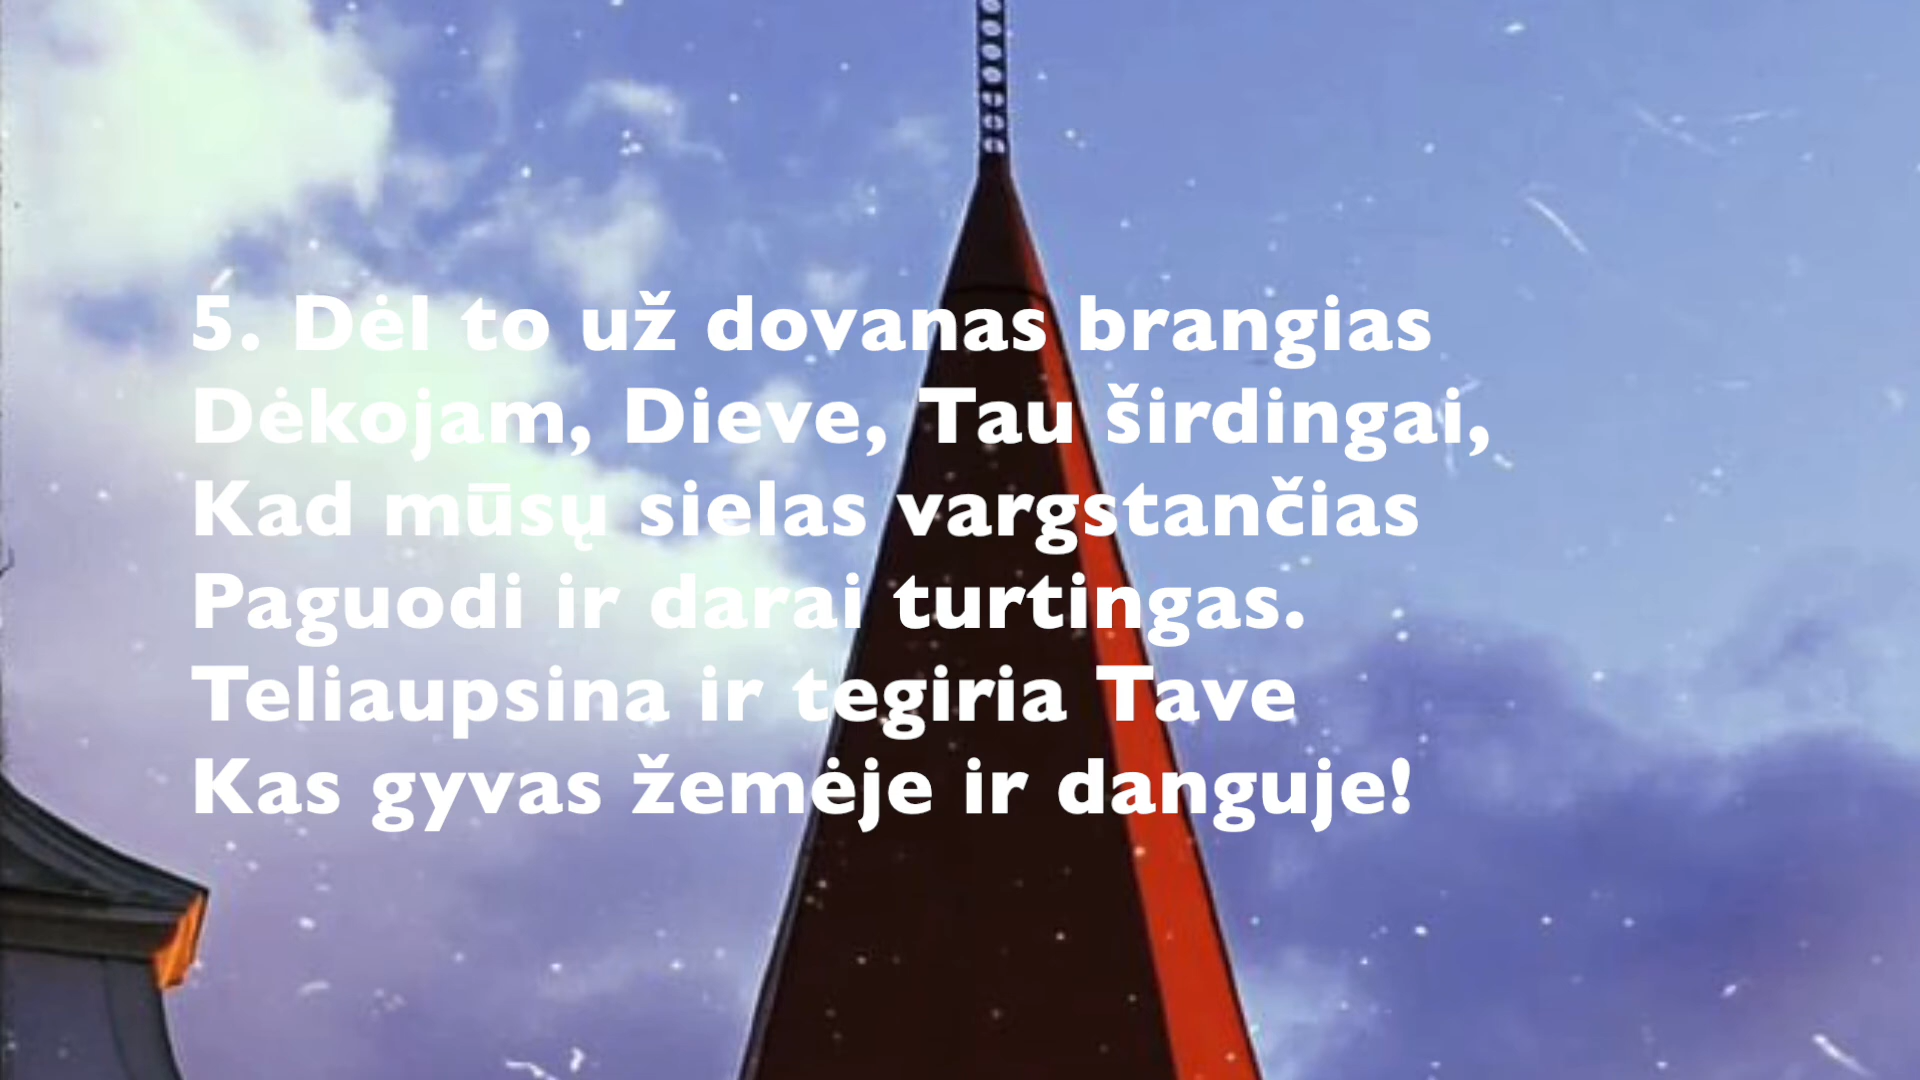 5. Dėl to už dovanas brangias
Dėkojam, Dieve, Tau širdingai,
Kad mūsų sielas vargstančias
Paguodi ir darai turtingas.
Teliaupsina ir tegiria Tave
Kas gyvas žemėje ir danguje!